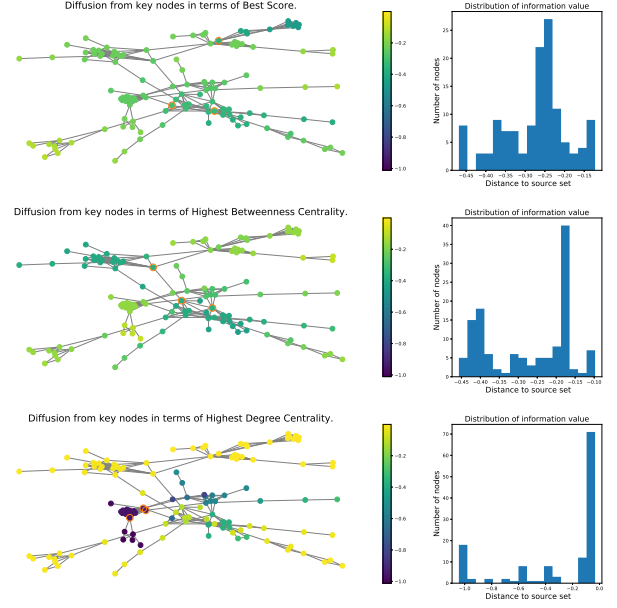 Diffusion from key nodes in terms of Best Score.
−0.2
−0.4
−0.6
−0.8
−1.0
Distribution of information value
Number of nodes
25
20
15
10
5
0
−0.45 −0.40 −0.35 −0.30 −0.25 −0.20 −0.15
Distance to source set
Diffusion from key nodes in terms of Highest Betweenness Centrality.
−0.2
−0.4
−0.6
−0.8
−1.0
Distribution of information value
Number of nodes
40
35
30
25
20
15
10
5
0
−0.45 −0.40 −0.35 −0.30 −0.25 −0.20 −0.15 −0.10
Distance to source set
Diffusion from key nodes in terms of Highest Degree Centrality.
−0.2
−0.4
−0.6
−0.8
−1.0
Distribution of information value
Number of nodes
70
60
50
40
30
20
10
0
−1.0 −0.8 −0.6 −0.4 −0.2 0.0
Distance to source set